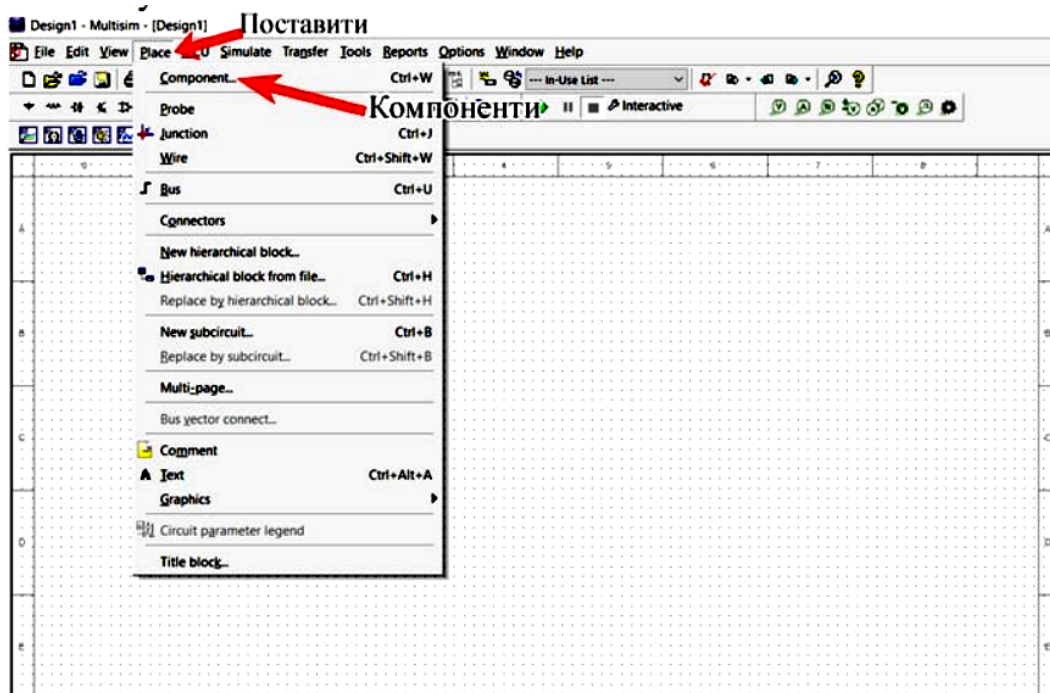 Design1 - Multisim - [Design1]
Поставити
File Edit View Place U Simulate Transfer Tools Reports Options Window Help
Component... Ctrl+W
--- In-Use List ---
Компоненти
Probe
Interactive
Junction Ctrl+J
Wire Ctrl+Shift+W
Bus Ctrl+U
Connectors
New hierarchical block...
Hierarchical block from file... Ctrl+H
Replace by hierarchical block... Ctrl+Shift+H
New subcircuit... Ctrl+B
Replace by subcircuit... Ctrl+Shift+B
Multi-page...
Bus vector connect...
Comment
Text Ctrl+Alt+A
Graphics
Circuit parameter legend
Title block...